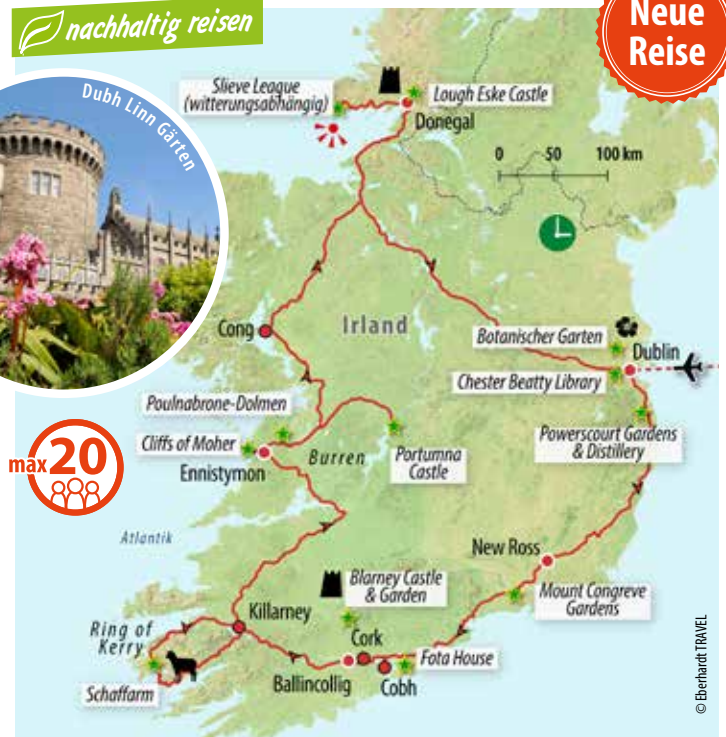 nachhaltig reisen
Neue
Reise
Dubh Linn Gärten
Slieve League
(witterungsabhängig)
Lough Eske Castle
Donegal
0 50 100 km
Irland
Cong
Botanischer Garten
Dublin
Chester Beatty Library
Poulnabrone-Dolmen
Powerscourt Gardens
& Distillery
Cliffs of Moher
Ennistymon
Burren
Portumna
Castle
max 20
Atlantik
New Ross
Blarney Castle
& Garden
Mount Congreve
Gardens
Killarney
Ring of
Kerry
Cork
Fota House
Schaffarm
Ballincollig
Cobh
© Eberhardt TRAVEL